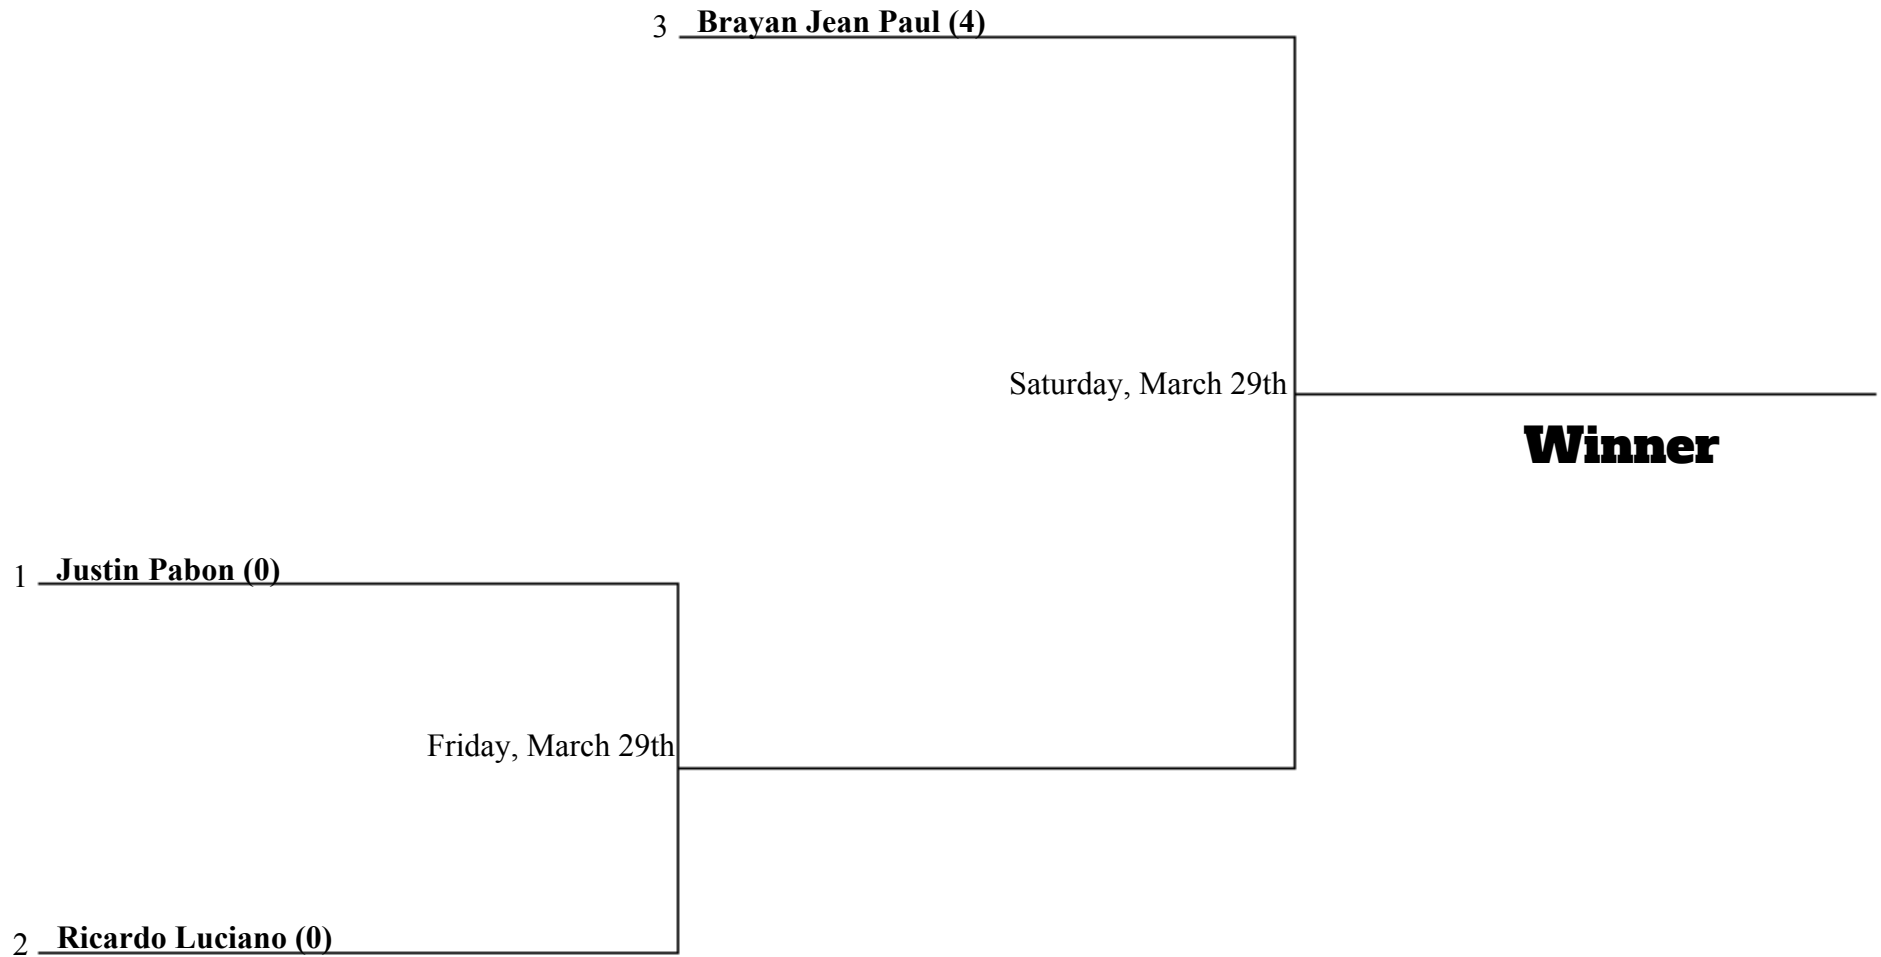 3 Brayan Jean Paul (4)
Saturday, March 29th
Winner
1 Justin Pabon (0)
Friday, March 29th
2 Ricardo Luciano (0)